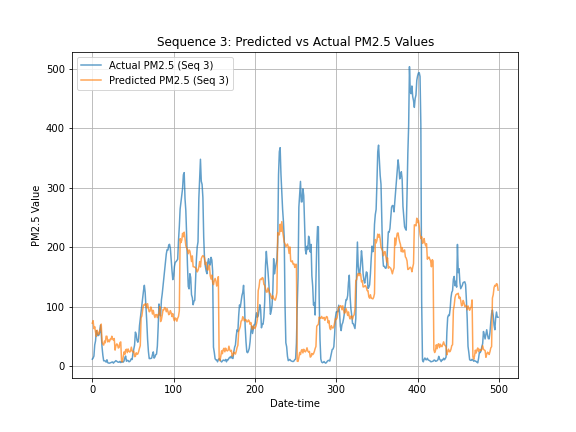 Sequence 3: Predicted vs Actual PM2.5 Values
Actual PM2.5 (Seq 3)
Predicted PM2.5 (Seq 3)
500
400
300
200
100
0
PM2.5 Value
0 100 200 300 400 500
Date-time